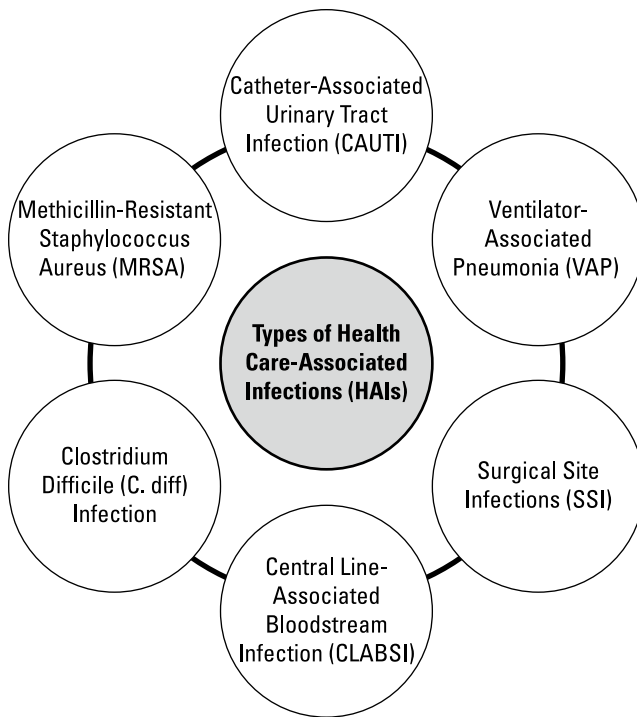 Catheter-Associated
Urinary Tract
Infection (CAUTI)
Methicillin-Resistant
Staphylococcus
Aureus (MRSA)
Ventilator-
Associated
Pneumonia (VAP)
Types of Health
Care-Associated
Infections (HAIs)
Clostridium
Difficile (C. diff)
Infection
Surgical Site
Infections (SSI)
Central Line-
Associated
Bloodstream
Infection (CLABSI)